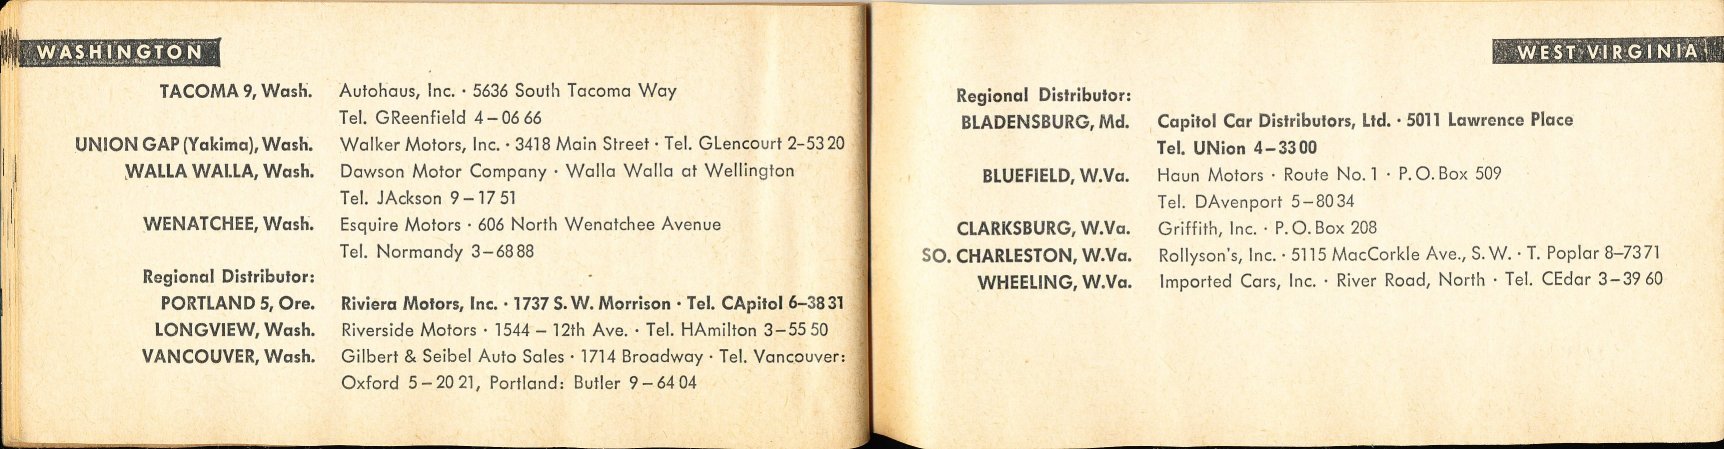 WASHINGTON
TACOMA 9, Wash. Autohaus, Inc. · 5636 South Tacoma Way
Tel. GReenfield 4–06 66
UNION GAP (Yakima), Wash. Walker Motors, Inc. · 3418 Main Street · Tel. GLencourt 2–53 20
WALLA WALLA, Wash. Dawson Motor Company · Walla Walla at Wellington
Tel. JAckson 9–17 51
WENATCHEE, Wash. Esquire Motors · 606 North Wenatchee Avenue
Tel. Normandy 3–68 88
Regional Distributor:
PORTLAND 5, Ore. Riviera Motors, Inc. · 1737 S. W. Morrison · Tel. CApitol 6–38 31
LONGVIEW, Wash. Riverside Motors · 1544 – 12th Ave. · Tel. HAmilton 3–55 50
VANCOUVER, Wash. Gilbert & Seibel Auto Sales · 1714 Broadway · Tel. Vancouver:
Oxford 5–20 21, Portland: Butler 9–64 04
WEST VIRGINIA
Regional Distributor:
BLADENSBURG, Md. Capitol Car Distributors, Ltd. · 5011 Lawrence Place
Tel. UNion 4–33 00
BLUEFIELD, W.Va. Haun Motors · Route No. 1 · P. O. Box 509
Tel. DAvenport 5–80 34
CLARKSBURG, W.Va. Griffith, Inc. · P. O. Box 208
SO. CHARLESTON, W.Va. Rollyson's, Inc. · 5115 MacCorkle Ave., S. W. · T. Poplar 8–73 71
WHEELING, W.Va. Imported Cars, Inc. · River Road, North · Tel. CEdar 3–39 60